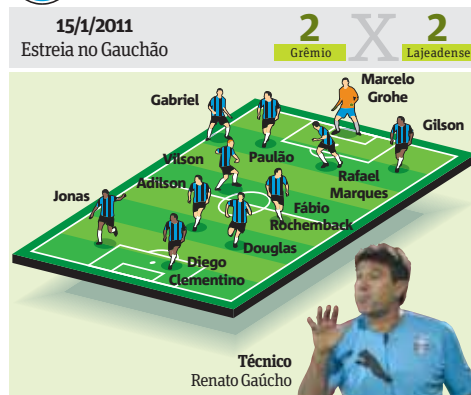 15/1/2011
Estreia no Gauchão
2
Grêmio
X
2
Lajeadense
Marcelo
Grohe
Gabriel
Gilson
Vilson
Paulão
Rafael
Marques
Adilson
Jonas
Fábio
Rochemback
Douglas
Diego
Clementino
Técnico
Renato Gaúcho